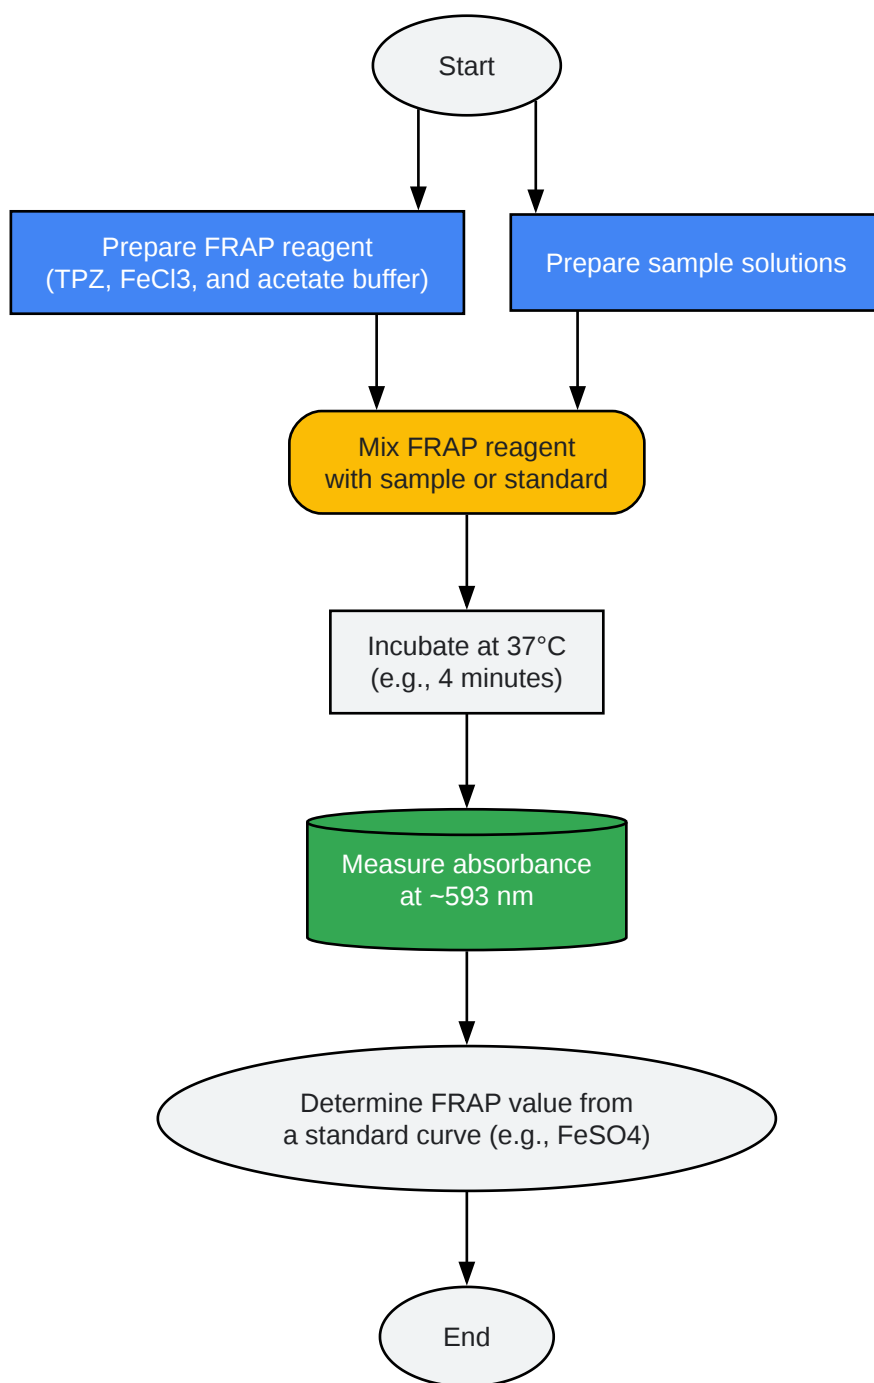 Start
Prepare FRAP reagent
(TPZ, FeCl3, and acetate buffer)
Prepare sample solutions
Mix FRAP reagent
with sample or standard
Incubate at 37°C
(e.g., 4 minutes)
Measure absorbance
at ~593 nm
Determine FRAP value from
a standard curve (e.g., FeSO4)
End